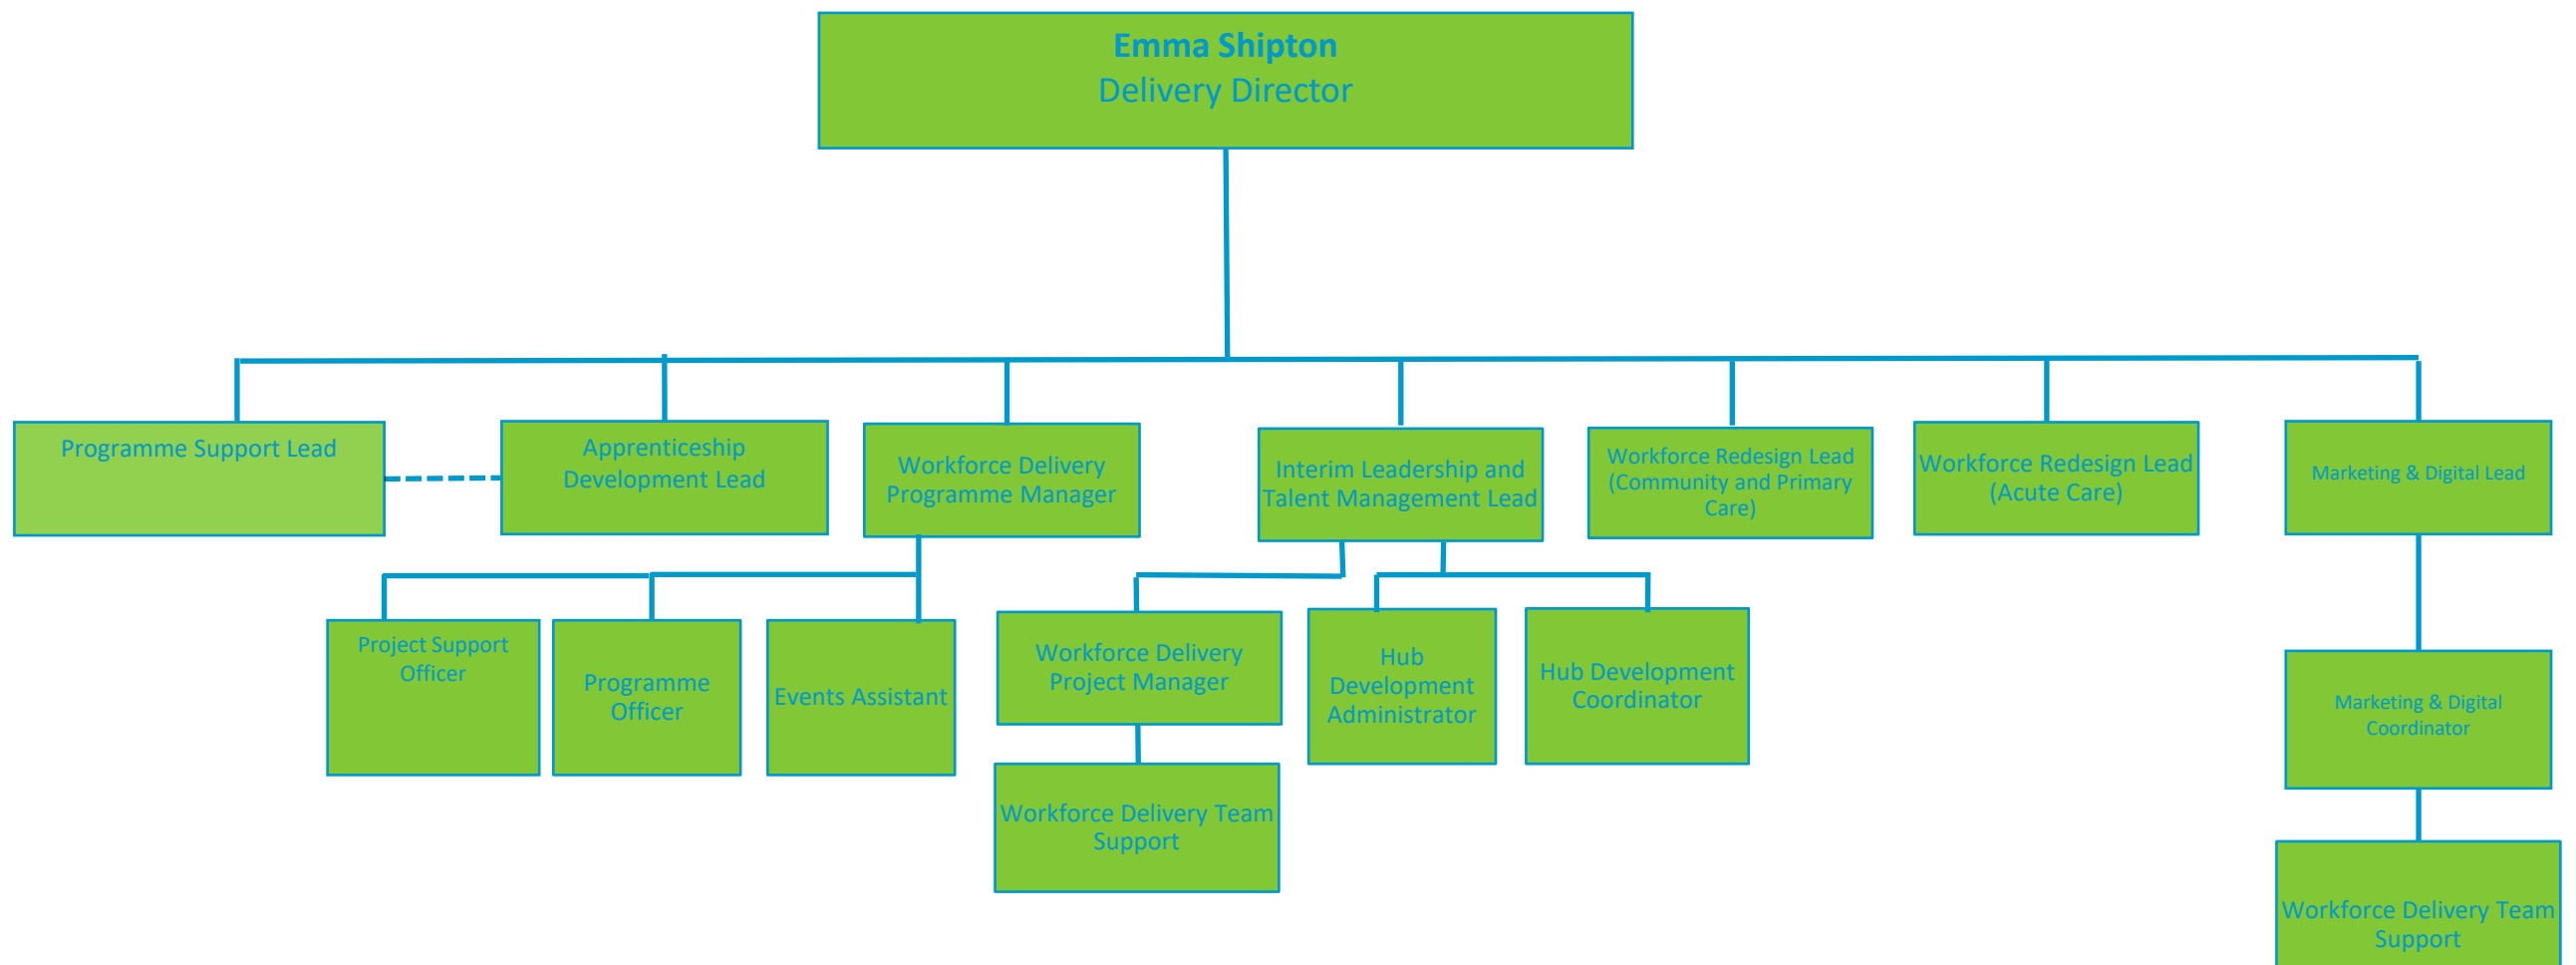 Emma Shipton
Delivery Director
Programme Support Lead
Apprenticeship
Development Lead
Workforce Delivery
Programme Manager
Interim Leadership and
Talent Management Lead
Workforce Redesign Lead
(Community and Primary
Care)
Workforce Redesign Lead
(Acute Care)
Marketing & Digital Lead
Project Support
Officer
Programme
Officer
Events Assistant
Workforce Delivery
Project Manager
Hub
Development
Administrator
Hub Development
Coordinator
Marketing & Digital
Coordinator
Workforce Delivery Team
Support
Workforce Delivery Team
Support